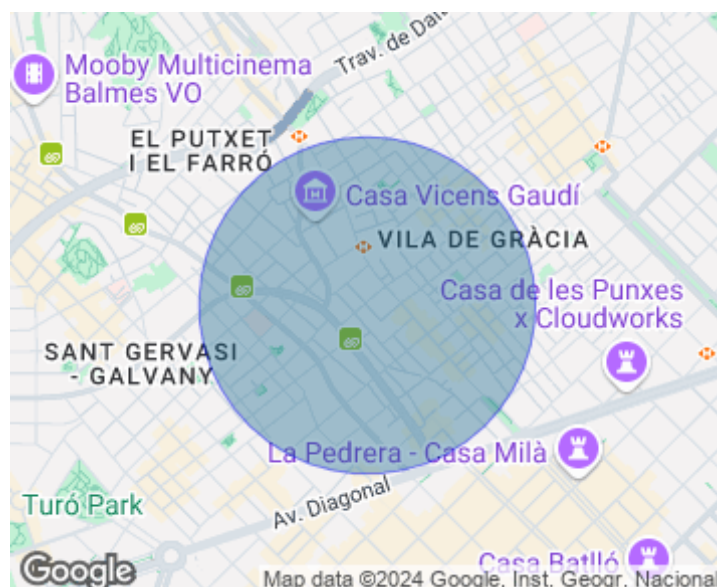 Mooby Multicinema
Balmes VO
Trav. de Dal
EL PUTXET
I EL FARRÓ
Casa Vicens Gaudí
VILA DE GRÀCIA
Casa de les Punxes
x Cloudworks
SANT GERVASI
- GALVANY
La Pedrera - Casa Milà
Turó Park
Av. Diagonal
Casa Batlló
Google
Map data ©2024 Google, Inst. Geogr. Nacional